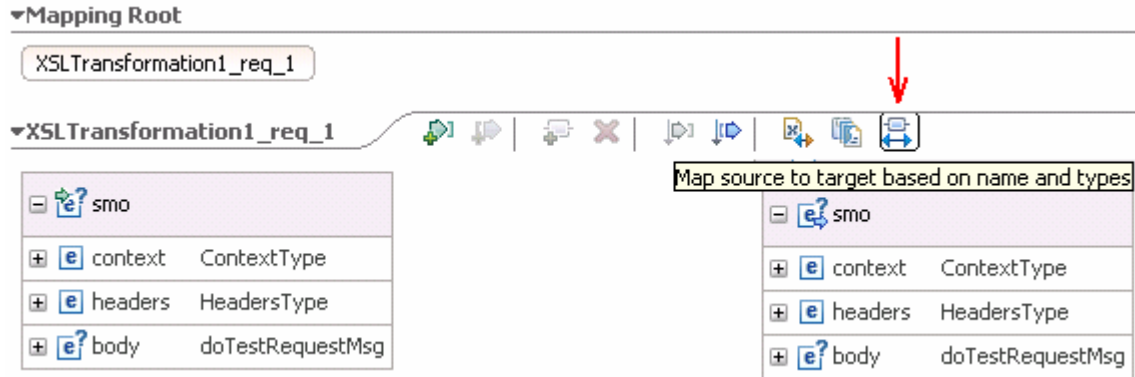 Mapping Root
XSLTransformation1_req_1
XSLTransformation1_req_1
Map source to target based on name and types
smo
context ContextType
headers HeadersType
body doTestRequestMsg
smo
context ContextType
headers HeadersType
body doTestRequestMsg